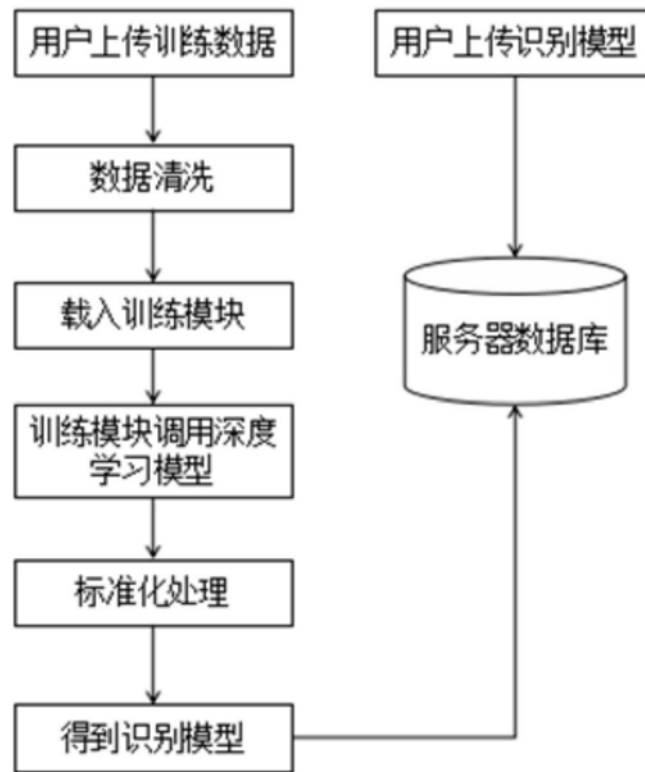 用户上传训练数据
数据清洗
载入训练模块
训练模块调用深度
学习模型
标准化处理
得到识别模型
用户上传识别模型
服务器数据库